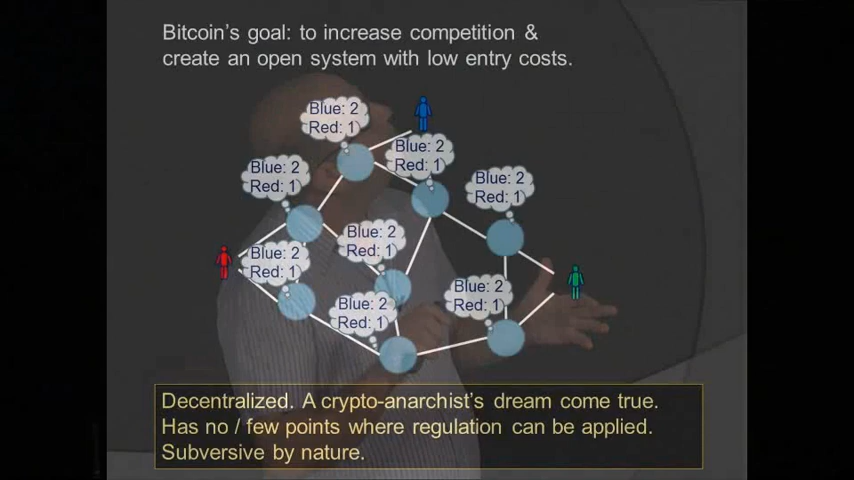 Bitcoin's goal: to increase competition &
create an open system with low entry costs.
Blue: 2
Red: 1
Blue: 2
Red: 1
Blue: 2
Red: 1
Blue: 2
Red: 1
Blue: 2
Red: 1
Blue: 2
Red: 1
Blue: 2
Red: 1
Blue: 2
Red: 1
Decentralized. A crypto-anarchist's dream come true.
Has no / few points where regulation can be applied.
Subversive by nature.